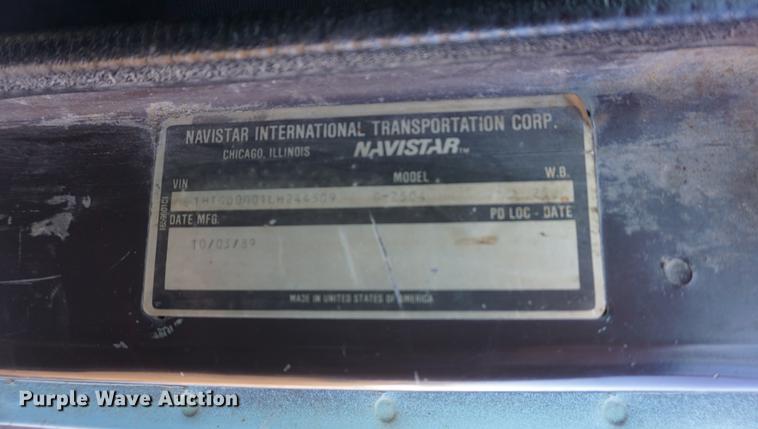 NAVISTAR INTERNATIONAL TRANSPORTATION CORP.
CHICAGO, ILLINOIS NAVISTAR™
VIN MODEL W.B.
DATE MFG. PD LOC - DATE
10/03/89
MADE IN UNITED STATES OF AMERICA
Purple Wave Auction